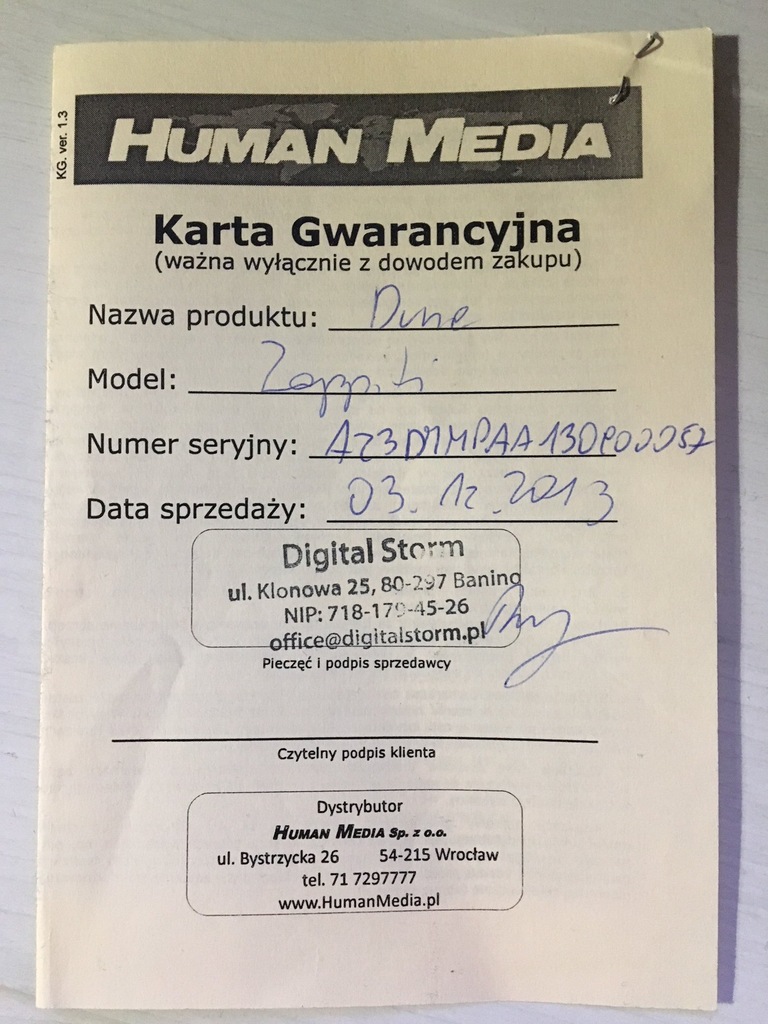 KG. ver. 1.3
HUMAN MEDIA
Karta Gwarancyjna
(ważna wyłącznie z dowodem zakupu)
Nazwa produktu: Dune
Model: Zappiti
Numer seryjny:
Data sprzedaży: 03.12.2013
Digital Storm
ul. Klonowa 25, 80-297 Banino
NIP: 718-179-45-26
office@digitalstorm.pl
Pieczęć i podpis sprzedawcy
Czytelny podpis klienta
Dystrybutor
HUMAN MEDIA Sp. z o.o.
ul. Bystrzycka 26 54-215 Wrocław
tel. 71 7297777
www.HumanMedia.pl